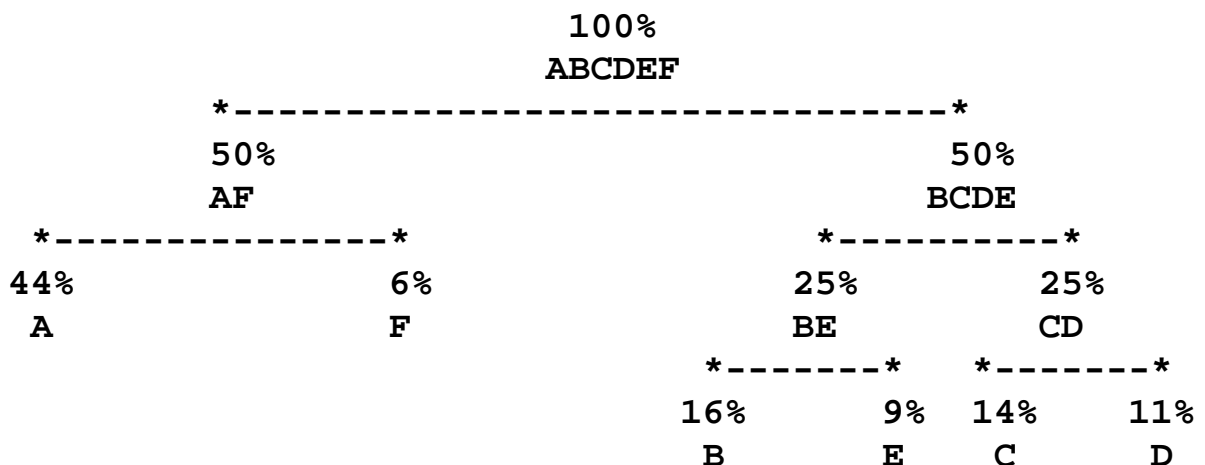 100%
ABCDEF
*---------------------------------*
50% 50%
AF BCDE
*---------------* *----------*
44% 6% 25% 25%
A F BE CD
*-------* *-------*
16% 9% 14% 11%
B E C D